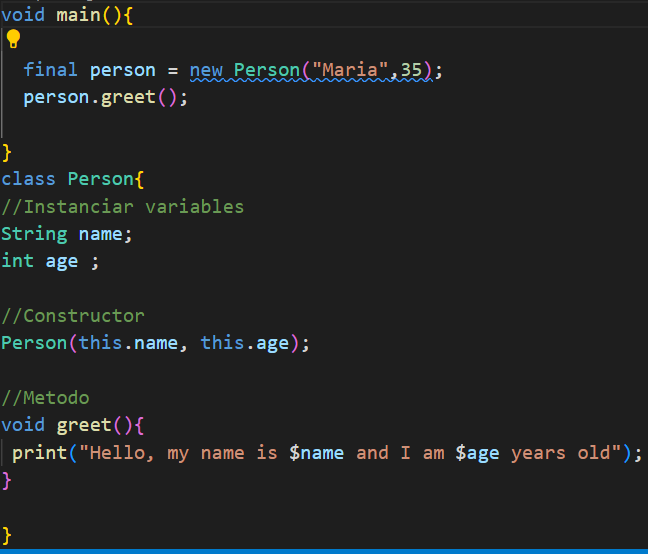 void main(){
final person = new Person("Maria",35);
person.greet();
}
class Person{
//Instanciar variables
String name;
int age ;
//Constructor
Person(this.name, this.age);
//Metodo
void greet(){
print("Hello, my name is $name and I am $age years old");
}
}